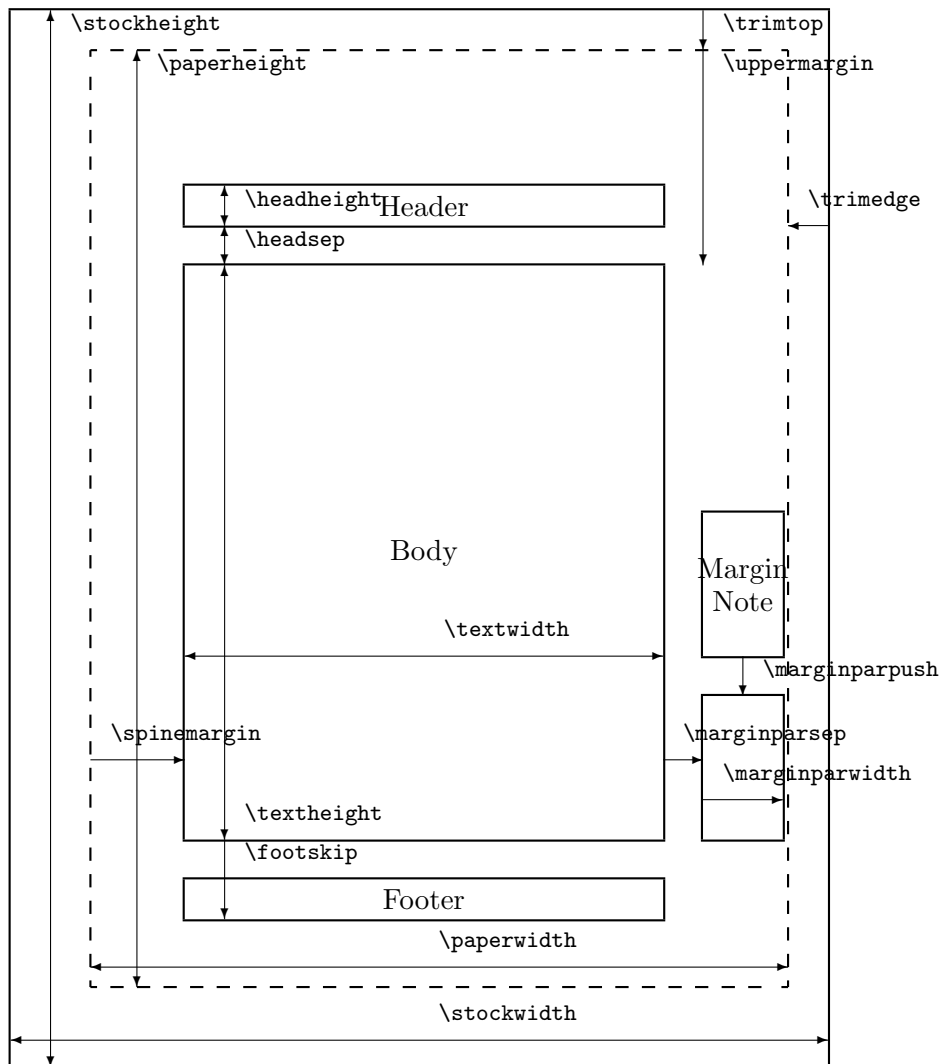 \stockheight
\trimtop
\paperheight
\uppermargin
\headheight
Header
\trimedge
\headsep
Body
Margin
Note
\textwidth
\marginparpush
\spinemargin
\marginparsep
\marginparwidth
\textheight
\footskip
Footer
\paperwidth
\stockwidth